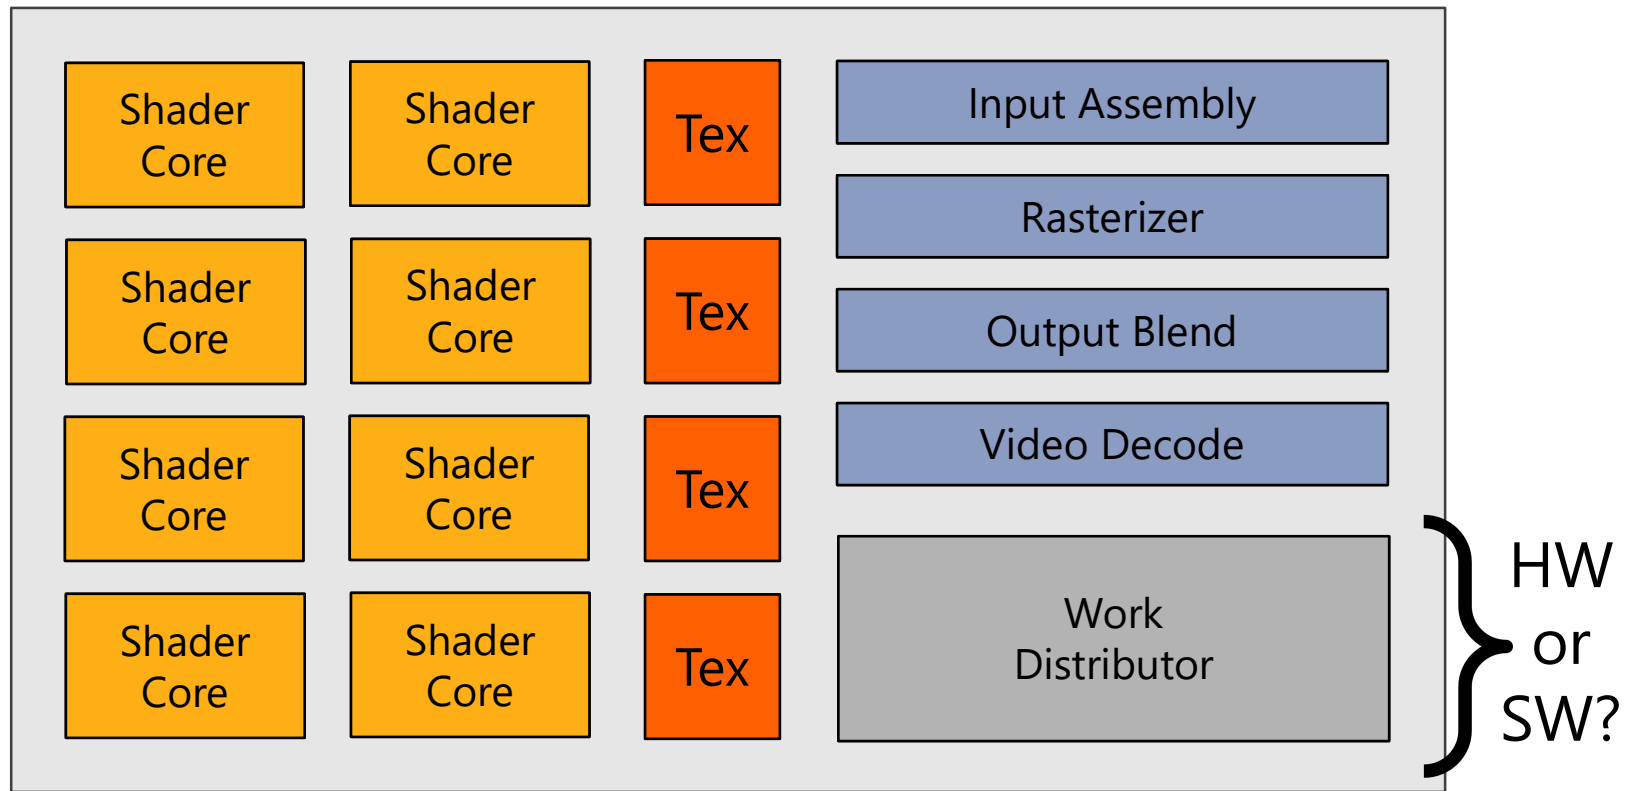 Shader
Core
Shader
Core
Tex
Shader
Core
Shader
Core
Tex
Shader
Core
Shader
Core
Tex
Shader
Core
Shader
Core
Tex
Input Assembly
Rasterizer
Output Blend
Video Decode
Work
Distributor
HW
or
SW?